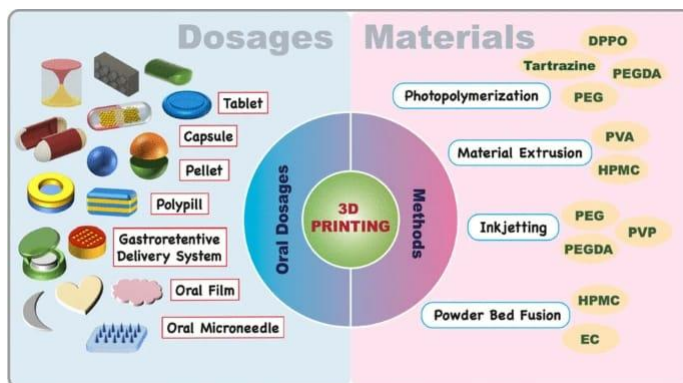 Dosages
Tablet
Capsule
Pellet
Polypill
Gastroretentive
Delivery System
Oral Film
Oral Microneedle
Oral Dosages
3D
PRINTING
Methods
Materials
DPPO
Tartrazine
PEGDA
Photopolymerization
PEG
PVA
Material Extrusion
HPMC
PEG
Inkjetting
PVP
PEGDA
HPMC
Powder Bed Fusion
EC